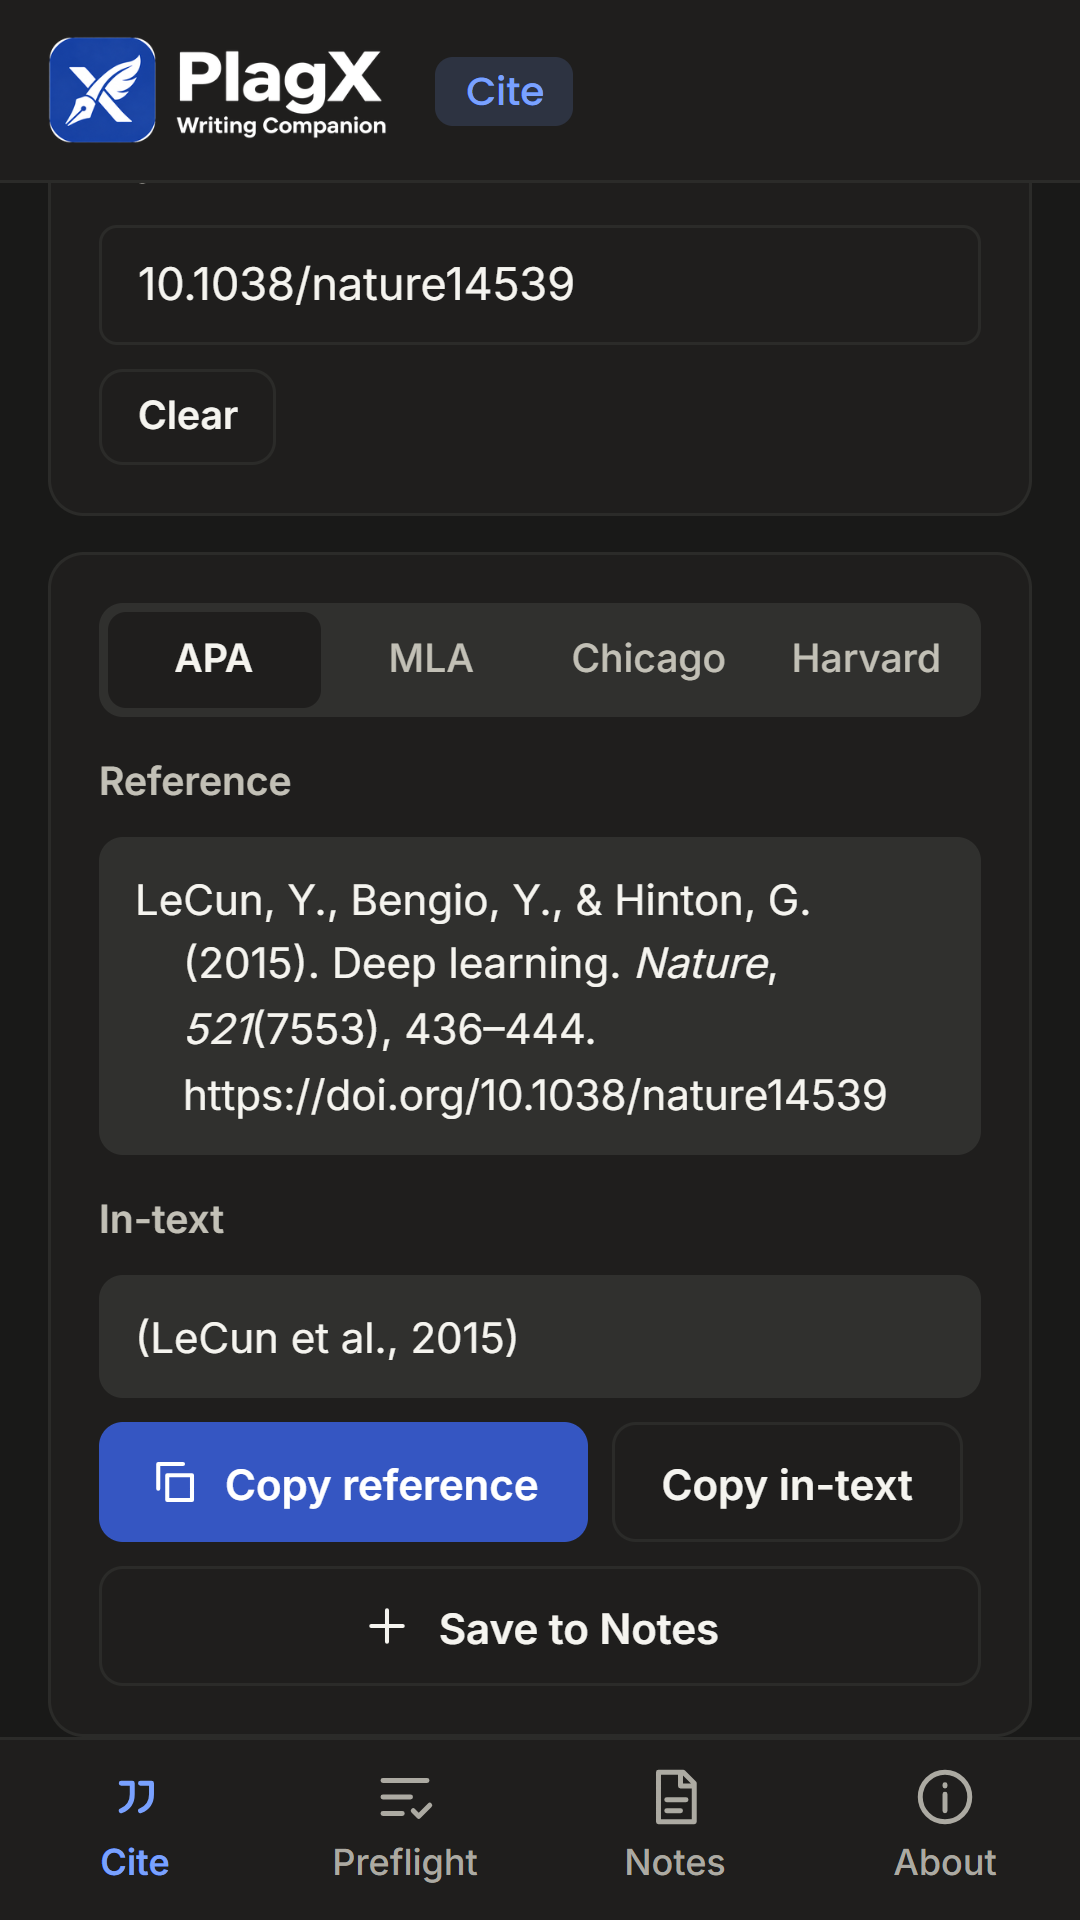 PlagX
Writing Companion
Cite
10.1038/nature14539
Clear
APA
MLA
Chicago
Harvard
Reference
LeCun, Y., Bengio, Y., & Hinton, G.
(2015). Deep learning. Nature,
521(7553), 436–444.
https://doi.org/10.1038/nature14539
In-text
(LeCun et al., 2015)
Copy reference
Copy in-text
Save to Notes
Cite
Preflight
Notes
About